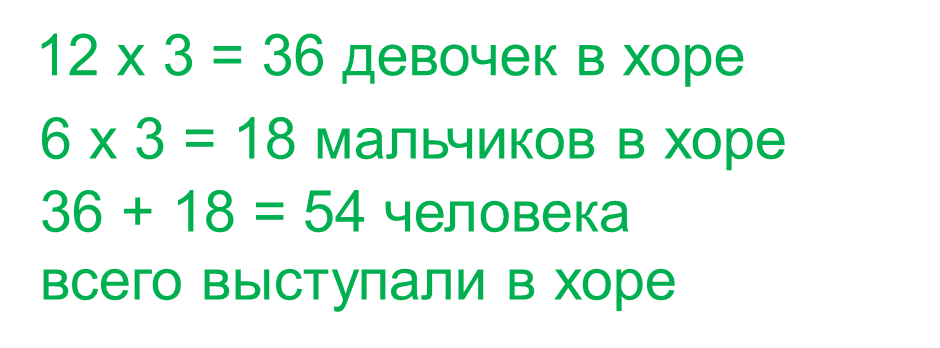 12 х 3 = 36 девочек в хоре
6 х 3 = 18 мальчиков в хоре
36 + 18 = 54 человека
всего выступали в хоре